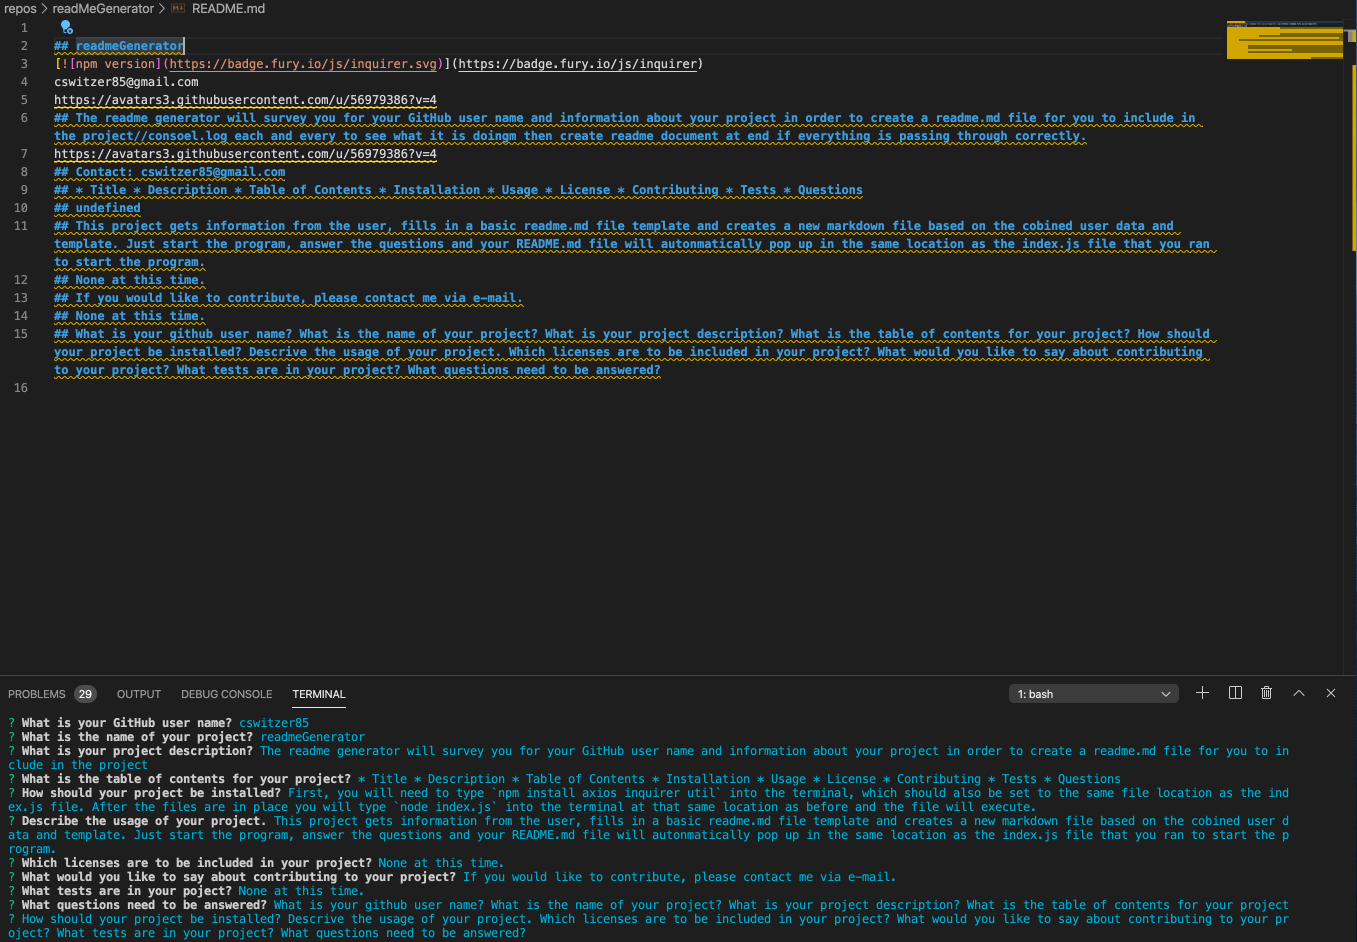 repos > readMeGenerator > README.md
1
2 ## readmeGenerator
3 [![npm version](https://badge.fury.io/js/inquirer.svg)](https://badge.fury.io/js/inquirer)
4 cswitzer85@gmail.com
5 https://avatars3.githubusercontent.com/u/56979386?v=4
6 ## The readme generator will survey you for your GitHub user name and information about your project in order to create a readme.md file for you to include in
the project//consoel.log each and every to see what it is doingm then create readme document at end if everything is passing through correctly.
7 https://avatars3.githubusercontent.com/u/56979386?v=4
8 ## Contact: cswitzer85@gmail.com
9 ## * Title * Description * Table of Contents * Installation * Usage * License * Contributing * Tests * Questions
10 ## undefined
11 ## This project gets information from the user, fills in a basic readme.md file template and creates a new markdown file based on the cobined user data and
template. Just start the program, answer the questions and your README.md file will autonmatically pop up in the same location as the index.js file that you ran
to start the program.
12 ## None at this time.
13 ## If you would like to contribute, please contact me via e-mail.
14 ## None at this time.
15 ## What is your github user name? What is the name of your project? What is your project description? What is the table of contents for your project? How should
your project be installed? Descrive the usage of your project. Which licenses are to be included in your project? What would you like to say about contributing
to your project? What tests are in your project? What questions need to be answered?
16
PROBLEMS 29 OUTPUT DEBUG CONSOLE TERMINAL 1: bash
? What is your GitHub user name? cswitzer85
? What is the name of your project? readmeGenerator
? What is your project description? The readme generator will survey you for your GitHub user name and information about your project in order to create a readme.md file for you to in
clude in the project
? What is the table of contents for your project? * Title * Description * Table of Contents * Installation * Usage * License * Contributing * Tests * Questions
? How should your project be installed? First, you will need to type `npm install axios inquirer util` into the terminal, which should also be set to the same file location as the ind
ex.js file. After the files are in place you will type `node index.js` into the terminal at that same location as before and the file will execute.
? Describe the usage of your project. This project gets information from the user, fills in a basic readme.md file template and creates a new markdown file based on the cobined user d
ata and template. Just start the program, answer the questions and your README.md file will autonmatically pop up in the same location as the index.js file that you ran to start the p
rogram.
? Which licenses are to be included in your project? None at this time.
? What would you like to say about contributing to your project? If you would like to contribute, please contact me via e-mail.
? What tests are in your poject? None at this time.
? What questions need to be answered? What is your github user name? What is the name of your project? What is your project description? What is the table of contents for your project
? How should your project be installed? Descrive the usage of your project. Which licenses are to be included in your project? What would you like to say about contributing to your pr
oject? What tests are in your project? What questions need to be answered?